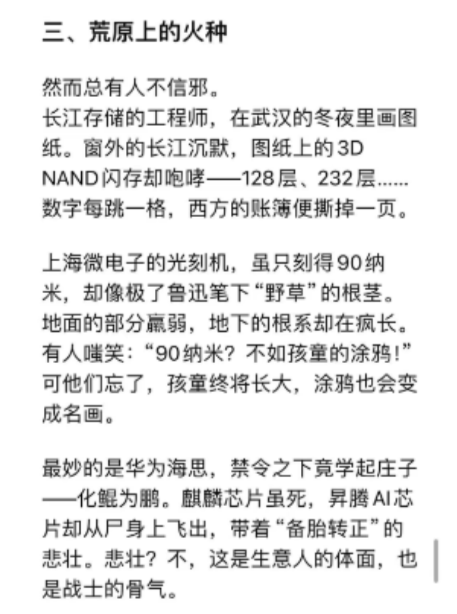 三、荒原上的火种
然而总有人不信邪。
长江存储的工程师，在武汉的冬夜里画图
纸。窗外的长江沉默，图纸上的3D
NAND闪存却咆哮——128层、232层……
数字每跳一格，西方的账簿便撕掉一页。
上海微电子的光刻机，虽只刻得90纳
米，却像极了鲁迅笔下“野草”的根茎。
地面的部分羸弱，地下的根系却在疯长。
有人嗤笑：“90纳米？不如孩童的涂鸦！”
可他们忘了，孩童终将长大，涂鸦也会变
成名画。
最妙的是华为海思，禁令之下竟学起庄子
——化鲲为鹏。麒麟芯片虽死，昇腾AI芯
片却从尸身上飞出，带着“备胎转正”的
悲壮。悲壮？不，这是生意人的体面，也
是战士的骨气。